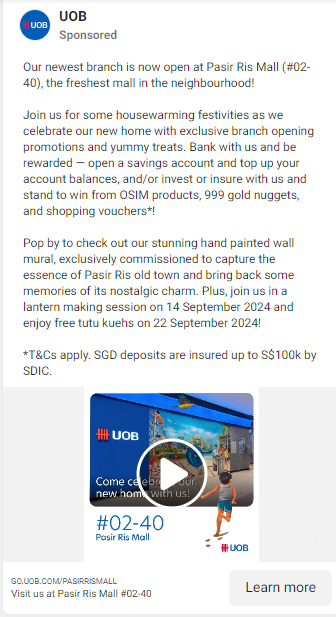 UOB
Sponsored
Our newest branch is now open at Pasir Ris Mall (#02-
40), the freshest mall in the neighbourhood!
Join us for some housewarming festivities as we
celebrate our new home with exclusive branch opening
promotions and yummy treats. Bank with us and be
rewarded — open a savings account and top up your
account balances, and/or invest or insure with us and
stand to win from OSIM products, 999 gold nuggets,
and shopping vouchers*!
Pop by to check out our stunning hand painted wall
mural, exclusively commissioned to capture the
essence of Pasir Ris old town and bring back some
memories of its nostalgic charm. Plus, join us in a
lantern making session on 14 September 2024 and
enjoy free tutu kuehs on 22 September 2024!
*T&Cs apply. SGD deposits are insured up to S$100k by
SDIC.
UOB
Come our
new home with us!
#02-40
Pasir Ris Mall
UOB
GO.UOB.COM/PASIRRISMALL
Visit us at Pasir Ris Mall #02-40
Learn more